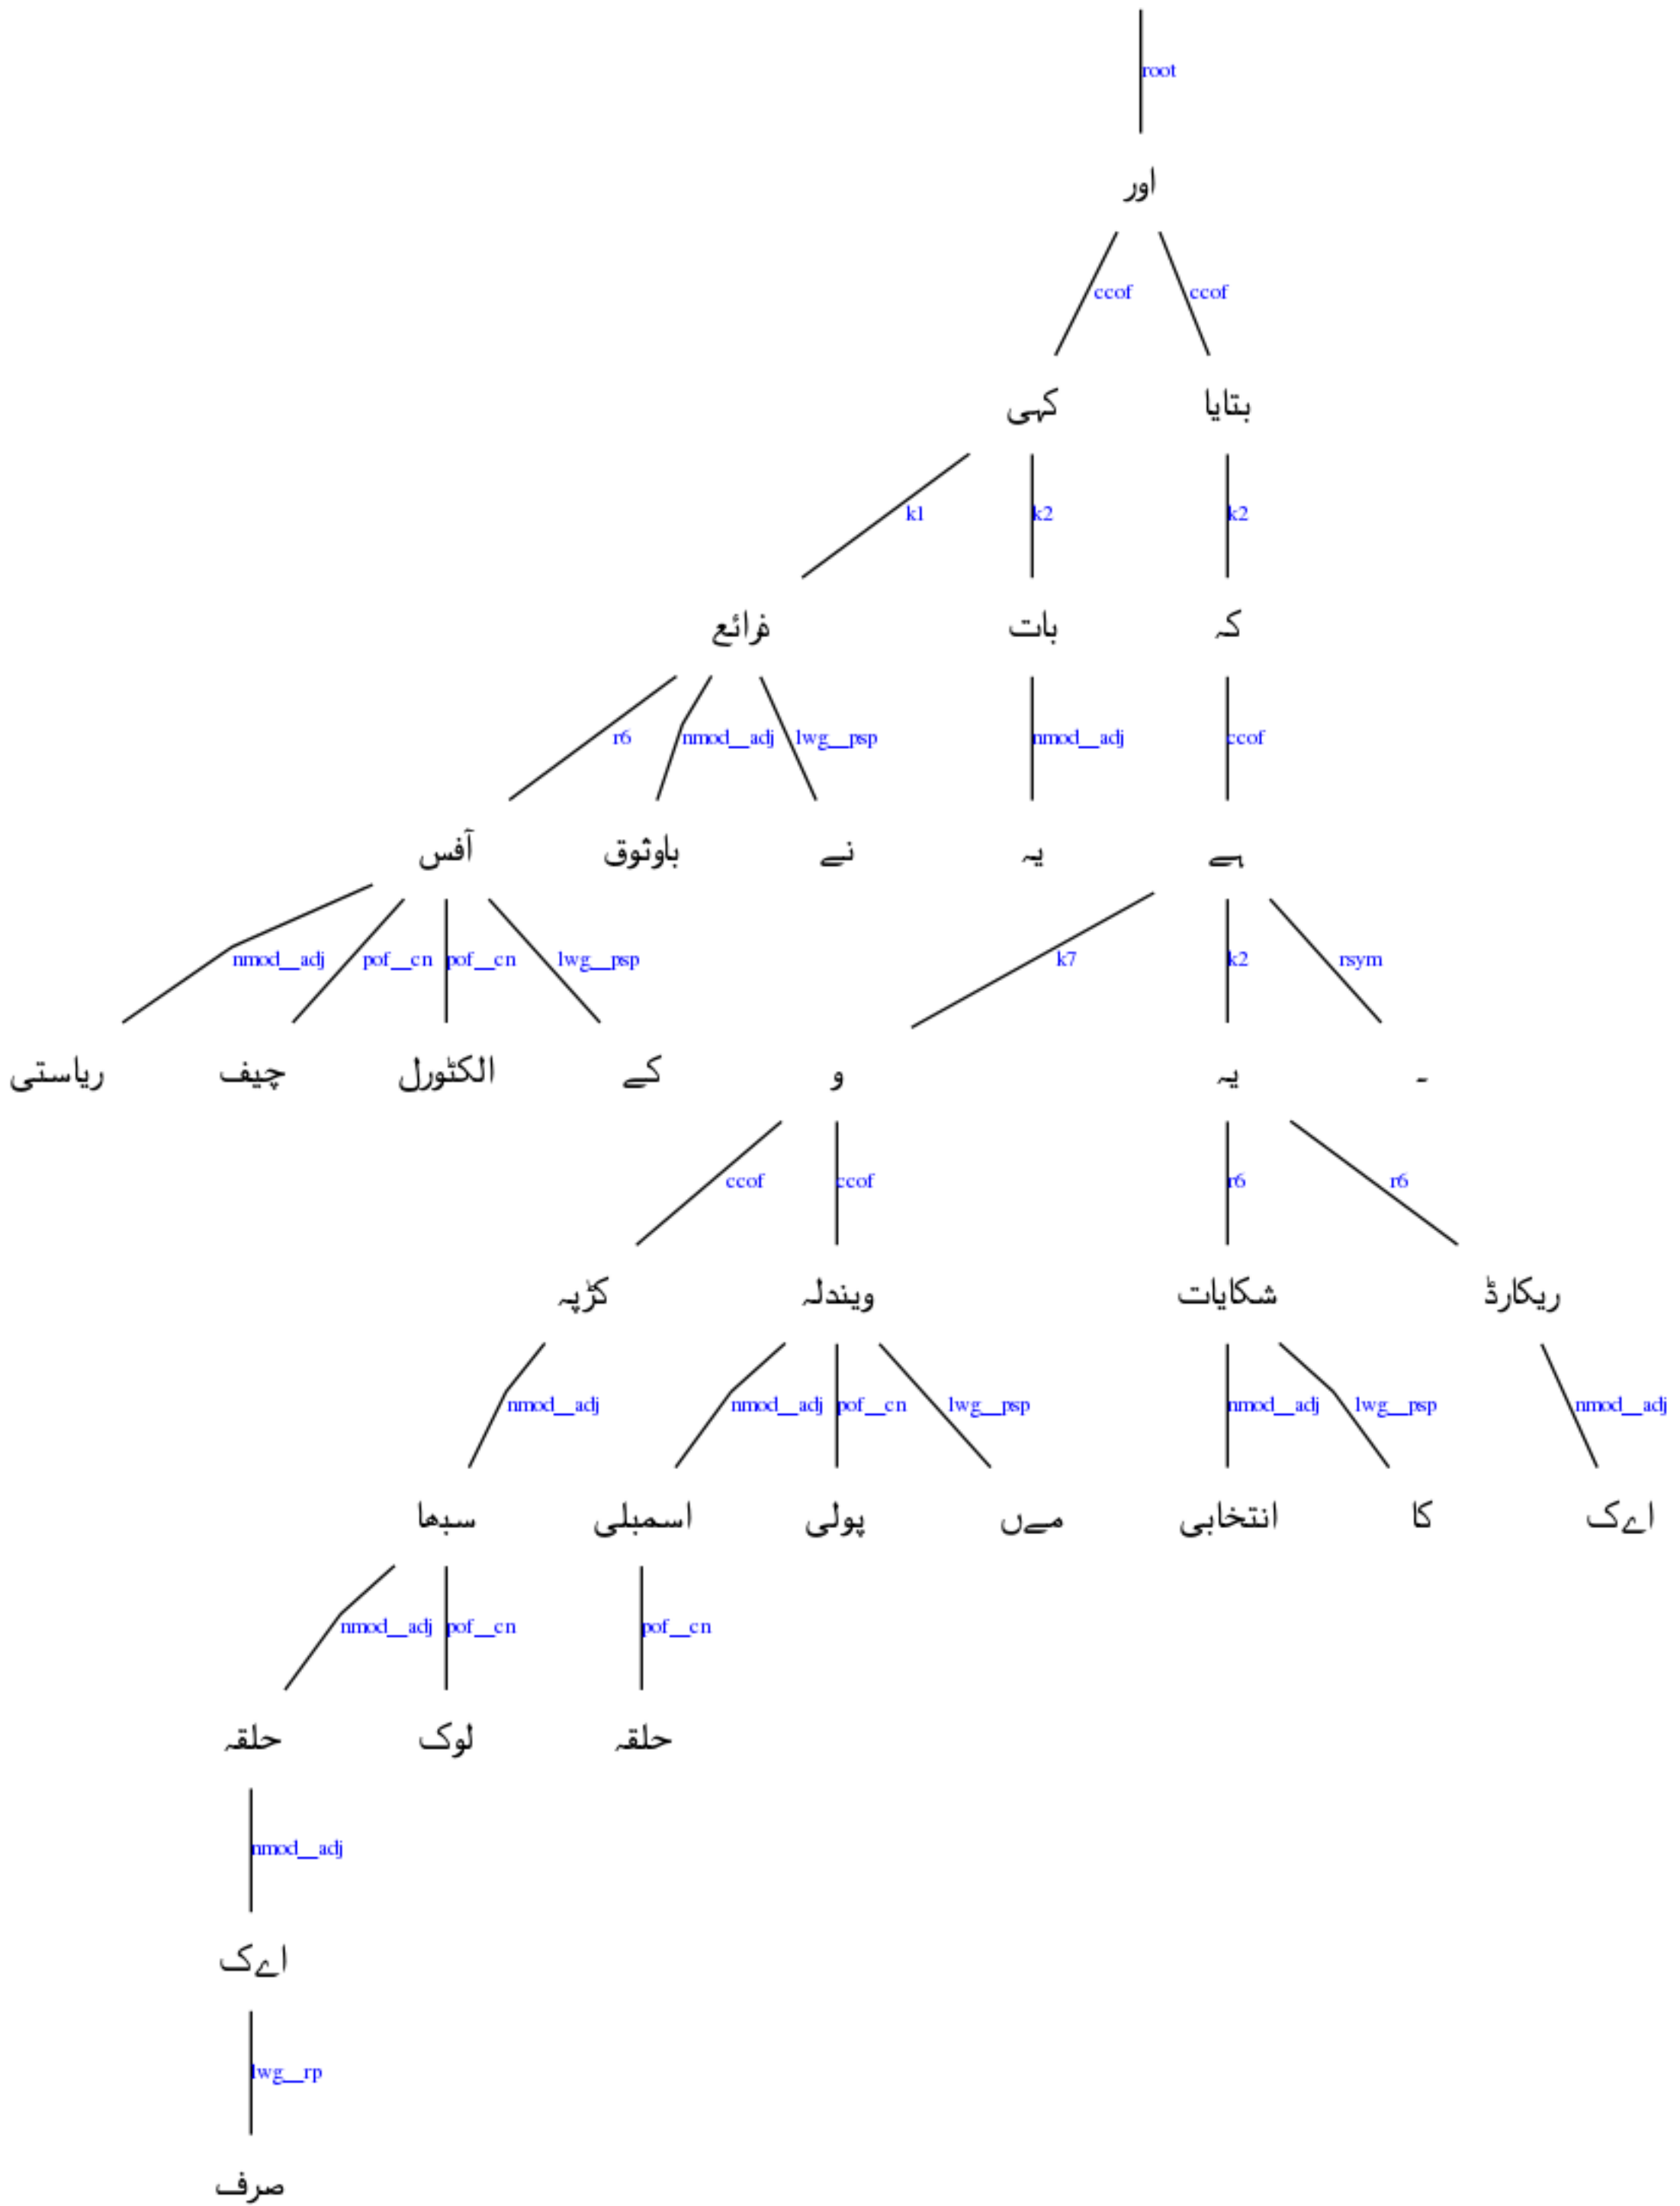 root
اور
ccof ccof
کہی بتایا
k1 k2 k2
ذرائع بات کہ
r6 nmod__adj lwg__psp nmod__adj ccof
آفس باوثوق نے یہ ہے
nmod__adj pof__cn pof__cn lwg__psp k7 k2 rsym
ریاستی چیف الکٹورل کے و یہ ۔
ccof ccof r6 r6
کڑپہ ویندلہ شکایات ریکارڈ
nmod__adj nmod__adj pof__cn lwg__psp nmod__adj lwg__psp nmod__adj
سبھا اسمبلی پولی مےں انتخابی کا اےک
nmod__adj pof__cn pof__cn
حلقہ لوک حلقہ
nmod__adj
اےک
lwg__rp
صرف